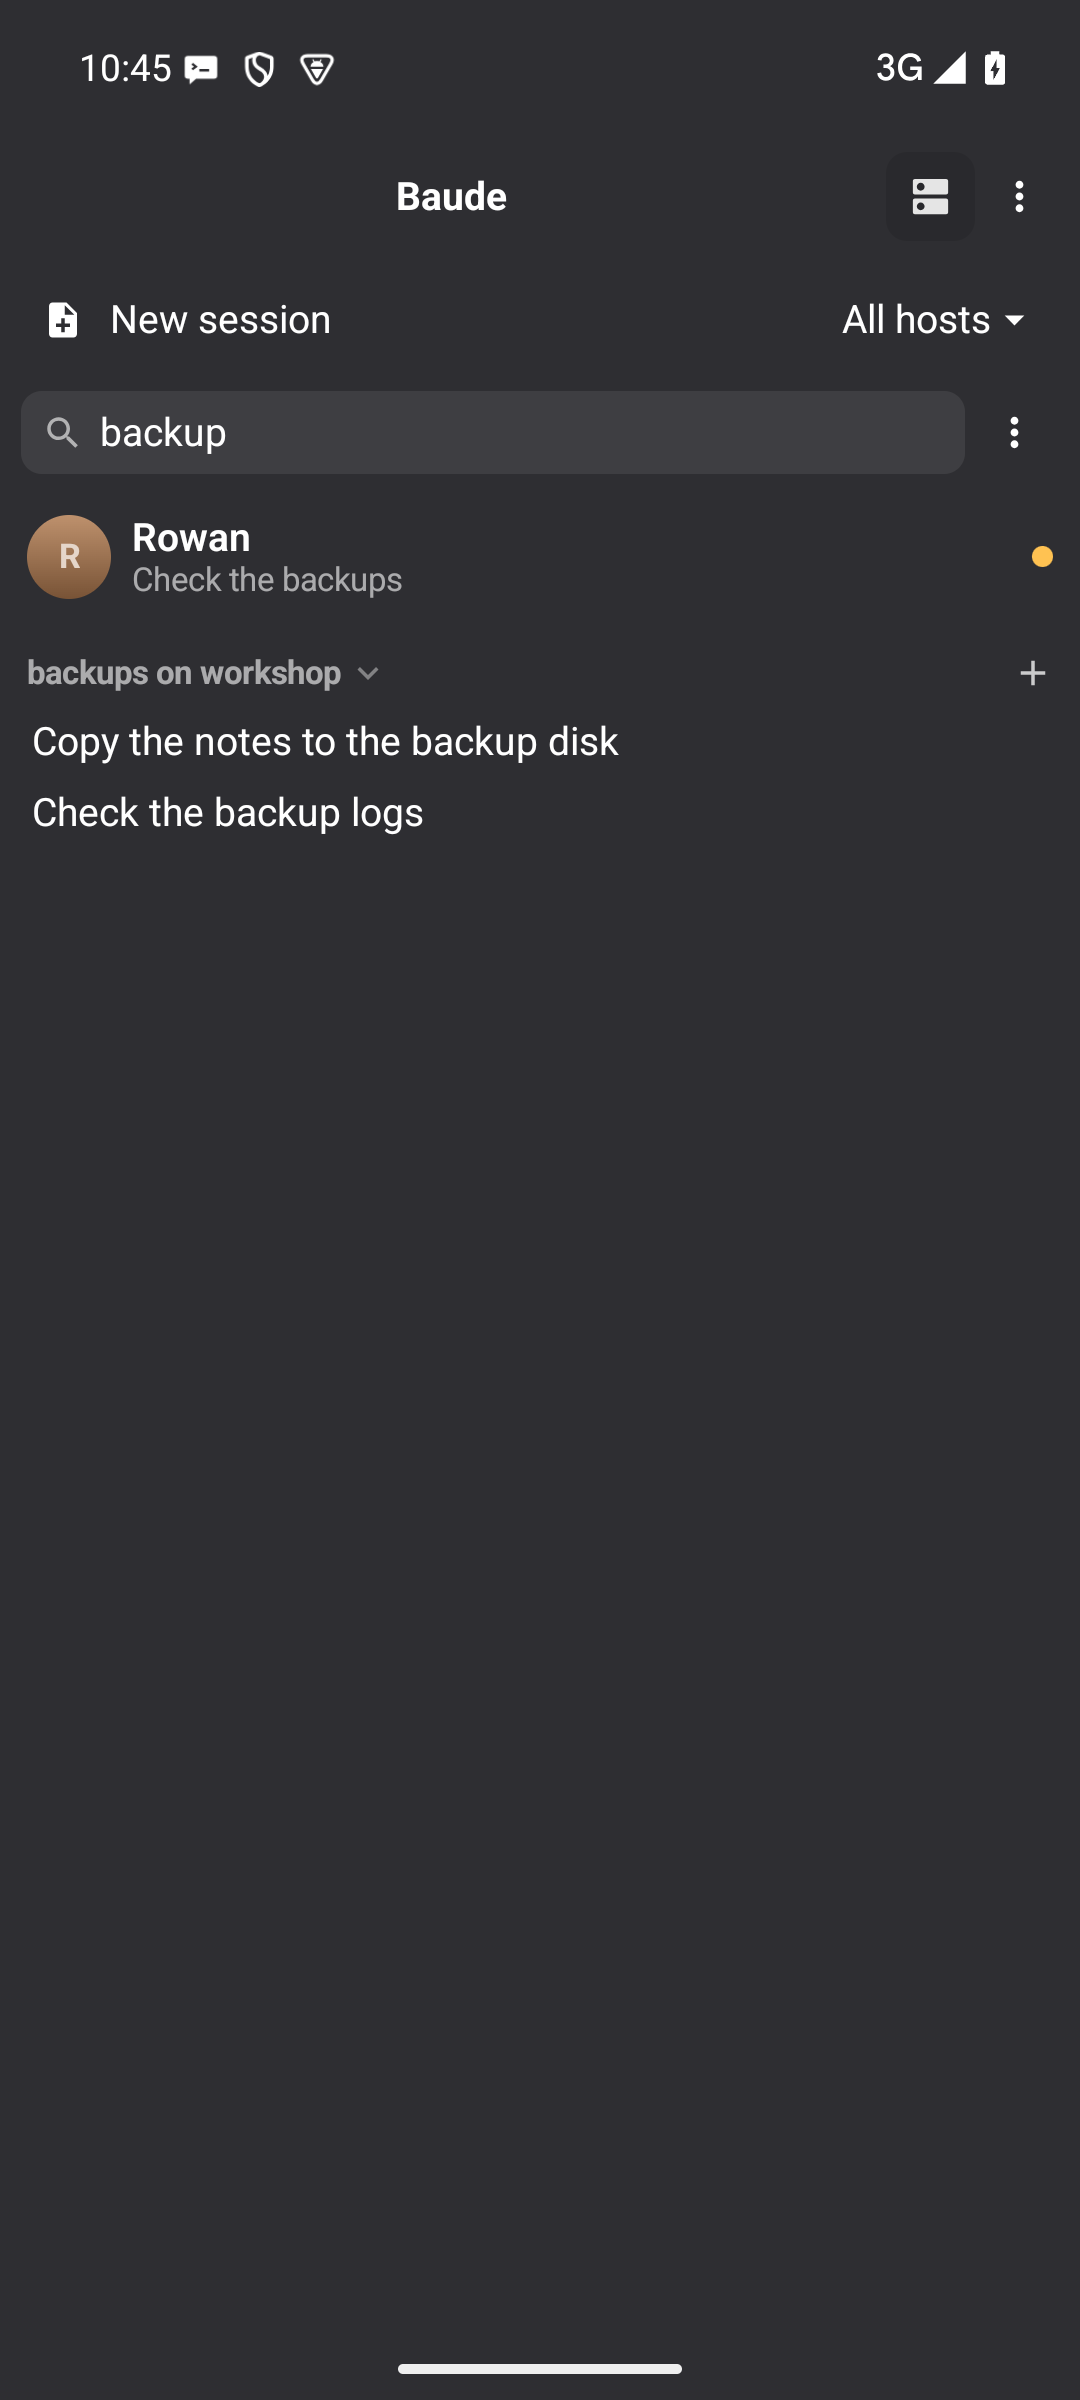 10:45
3G
Baude
New session
All hosts
backup
R
Rowan
Check the backups
backups on workshop
Copy the notes to the backup disk
Check the backup logs